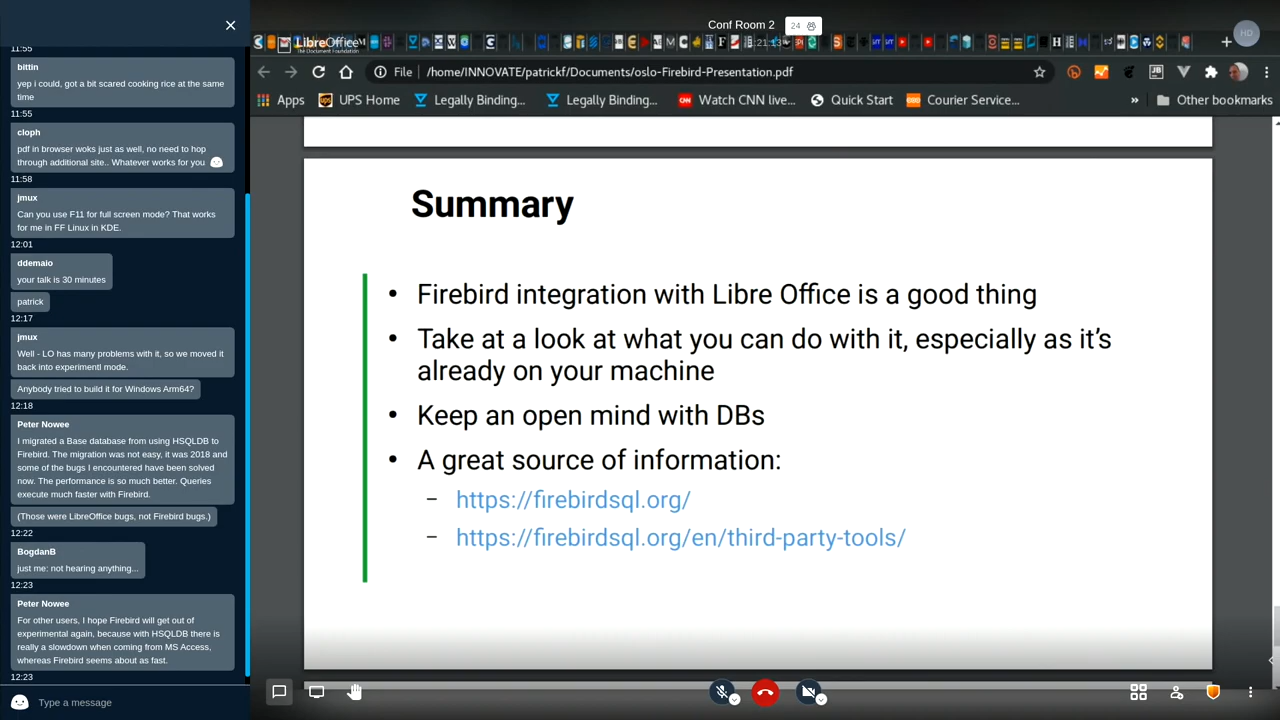 11:55
bittin
yep i could, got a bit scared cooking rice at the same
time
11:55
cloph
pdf in browser woks just as well, no need to hop
through additional site.. Whatever works for you
11:58
jmux
Can you use F11 for full screen mode? That works
for me in FF Linux in KDE.
12:01
ddemaio
your talk is 30 minutes
patrick
12:17
jmux
Well - LO has many problems with it, so we moved it
back into experimentl mode.
Anybody tried to build it for Windows Arm64?
12:18
Peter Nowee
I migrated a Base database from using HSQLDB to
Firebird. The migration was not easy, it was 2018 and
some of the bugs I encountered have been solved
now. The performance is so much better. Queries
execute much faster with Firebird.
(Those were LibreOffice bugs, not Firebird bugs.)
12:22
BogdanB
just me: not hearing anything...
12:23
Peter Nowee
For other users, I hope Firebird will get out of
experimental again, because with HSQLDB there is
really a slowdown when coming from MS Access,
whereas Firebird seems about as fast.
12:23
Type a message
Conf Room 2
24
HD
LibreOffice
The Document Foundation
File
/home/INNOVATE/patrickf/Documents/oslo-Firebird-Presentation.pdf
Apps
UPS Home
Legally Binding...
Legally Binding...
Watch CNN live...
Quick Start
Courier Service...
»
Other bookmarks
Summary
• Firebird integration with Libre Office is a good thing
• Take at a look at what you can do with it, especially as it's
already on your machine
• Keep an open mind with DBs
• A great source of information:
– https://firebirdsql.org/
– https://firebirdsql.org/en/third-party-tools/